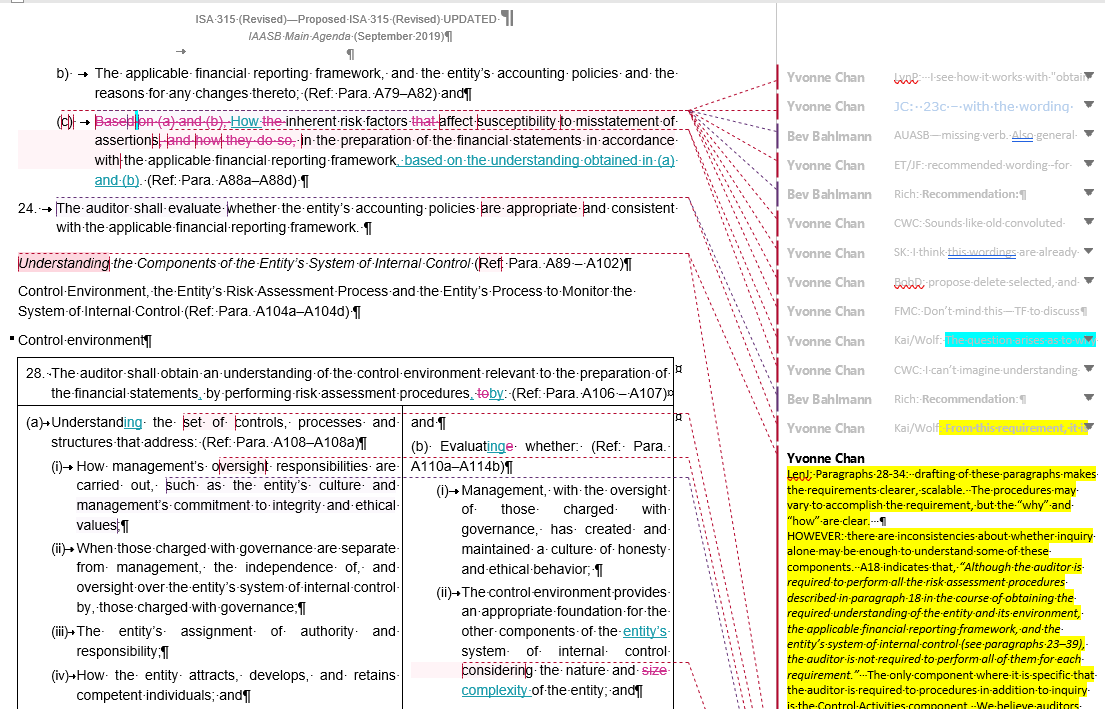 ISA 315 (Revised)—Proposed ISA 315 (Revised) UPDATED ¶
IAASB Main Agenda (September 2019)¶
→ ¶
b) → The applicable financial reporting framework, and the entity's accounting policies and the
reasons for any changes thereto; (Ref: Para. A79–A82) and¶
(c) → Based on (a) and (b), How the inherent risk factors that affect susceptibility to misstatement of
assertions, and how they do so, in the preparation of the financial statements in accordance
with the applicable financial reporting framework, based on the understanding obtained in (a)
and (b). (Ref: Para. A88a–A88d) ¶
24. → The auditor shall evaluate whether the entity's accounting policies are appropriate and consistent
with the applicable financial reporting framework. ¶
Understanding the Components of the Entity's System of Internal Control (Ref: Para. A89 – A102)¶
Control Environment, the Entity's Risk Assessment Process and the Entity's Process to Monitor the
System of Internal Control (Ref: Para. A104a–A104d) ¶
Control environment¶
28. The auditor shall obtain an understanding of the control environment relevant to the preparation of
the financial statements, by performing risk assessment procedures, toby: (Ref: Para. A106 – A107)¤
¤
(a)→Understanding the set of controls, processes and
structures that address: (Ref: Para. A108–A108a)¶
(i)→How management's oversight responsibilities are
carried out, such as the entity's culture and
management's commitment to integrity and ethical
values;¶
(ii)→When those charged with governance are separate
from management, the independence of, and
oversight over the entity's system of internal control
by, those charged with governance;¶
(iii)→The entity's assignment of authority and
responsibility;¶
(iv)→How the entity attracts, develops, and retains
competent individuals; and¶
and ¶
¤
(b) Evaluatinge whether: (Ref: Para.
A110a–A114b)¶
(i)→Management, with the oversight
of those charged with
governance, has created and
maintained a culture of honesty
and ethical behavior; ¶
(ii)→The control environment provides
an appropriate foundation for the
other components of the entity's
system of internal control
considering the nature and size
complexity of the entity; and¶
Yvonne Chan LynP: I see how it works with "obtain
Yvonne Chan JC: 23c – with the wording
Bev Bahlmann AUASB—missing verb. Also general
Yvonne Chan ET/JF: recommended wording–for
Bev Bahlmann Rich: Recommendation:¶
Yvonne Chan CWC: Sounds like old convoluted
Yvonne Chan SK: I think this wordings are already
Yvonne Chan BobD: propose delete selected, and
Yvonne Chan FMC: Don't mind this—TF to discuss¶
Yvonne Chan Kai/Wolf: The question arises as to w
Yvonne Chan CWC: I can't imagine understanding
Bev Bahlmann Rich: Recommendation:¶
Yvonne Chan Kai/Wolf: From this requirement, it is
Yvonne Chan
LenJ: Paragraphs 28-34: drafting of these paragraphs makes
the requirements clearer, scalable. The procedures may
vary to accomplish the requirement, but the "why" and
"how" are clear. ¶
HOWEVER: there are inconsistencies about whether inquiry
alone may be enough to understand some of these
components. A18 indicates that, "Although the auditor is
required to perform all the risk assessment procedures
described in paragraph 18 in the course of obtaining the
required understanding of the entity and its environment,
the applicable financial reporting framework, and the
entity's system of internal control (see paragraphs 23–39),
the auditor is not required to perform all of them for each
requirement." The only component where it is specific that
the auditor is required to procedures in addition to inquiry
is the Control Activities component. We believe auditors